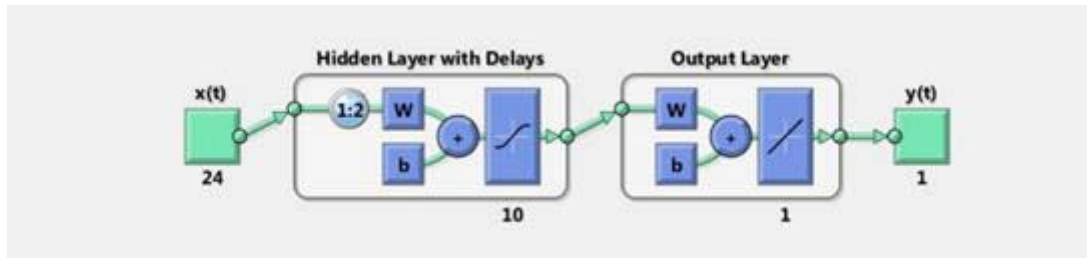 Hidden Layer with Delays
Output Layer
x(t)
1:2
W
b
+
W
b
+
y(t)
24
10
1
1